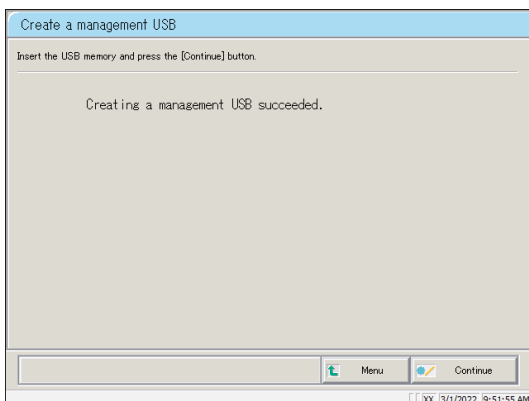 Create a management USB
Insert the USB memory and press the [Continue] button.
Creating a management USB succeeded.
Menu
Continue
XX 3/1/2022 9:51:55 AM